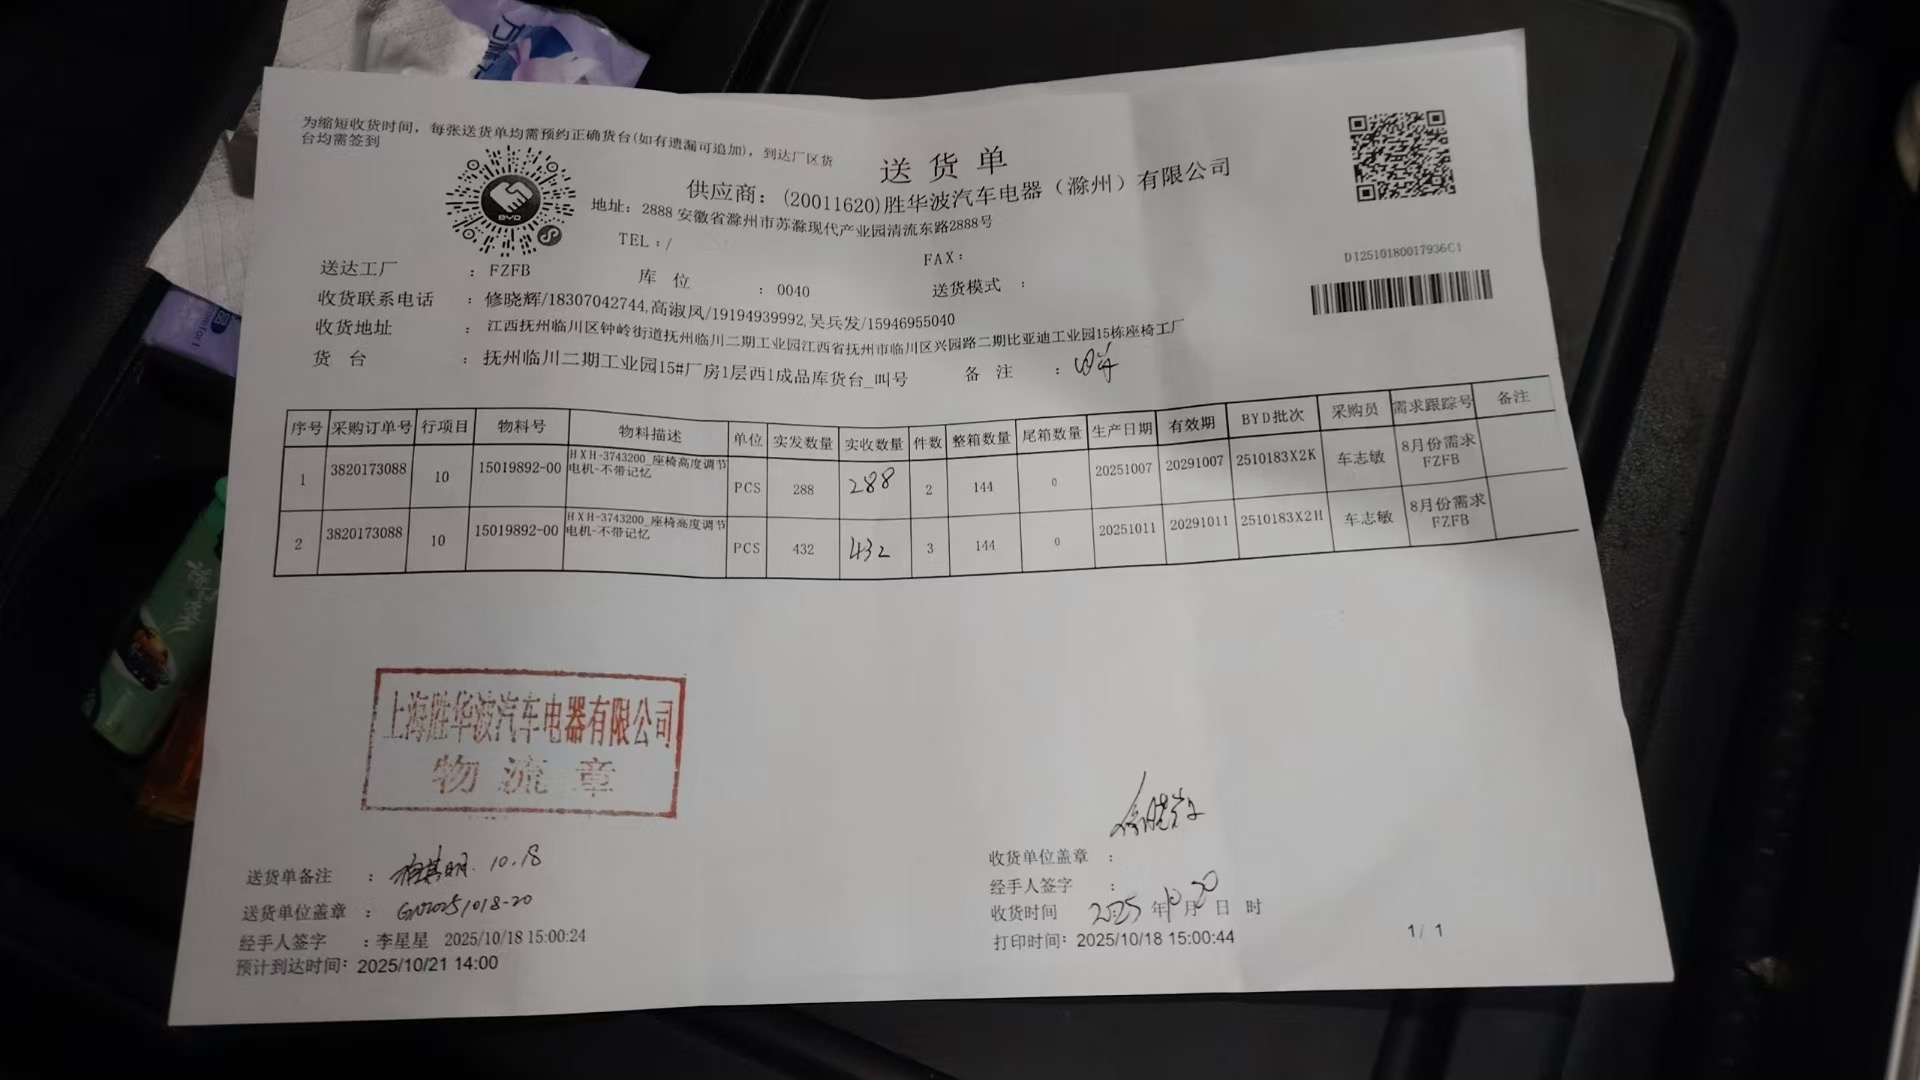 为缩短收货时间，每张送货单均需预约正确货台(如有遗漏可追加)，到达厂区货
台均需签到
送 货 单
供应商：(20011620)胜华波汽车电器（滁州）有限公司
地址：2888 安徽省滁州市苏滁现代产业园清流东路2888号
TEL：/ FAX：
BYD
D12510180017936C1
送达工厂 ：FZFB 库 位 ：0040 送货模式 ：
收货联系电话 ：修晓辉/18307042744,高淑凤/19194939992,吴兵发/15946955040
收货地址 ：江西抚州临川区钟岭街道抚州临川二期工业园江西省抚州市临川区兴园路二期比亚迪工业园15栋座椅工厂
货 台 ：抚州临川二期工业园15#厂房1层西1成品库货台_叫号 备 注 ：
序号 采购订单号 行项目 物料号 物料描述 单位 实发数量 实收数量 件数 整箱数量 尾箱数量 生产日期 有效期 BYD批次 采购员 需求跟踪号 备注
1 3820173088 10 15019892-00 HXH-3743200_座椅高度调节电机-不带记忆 PCS 288 288 2 144 0 20251007 20291007 2510183X2K 车志敏 8月份需求FZFB
2 3820173088 10 15019892-00 HXH-3743200_座椅高度调节电机-不带记忆 PCS 432 432 3 144 0 20251011 20291011 2510183X2H 车志敏 8月份需求FZFB
上海胜华波汽车电器有限公司
物 流 章
送货单备注 ： 10.18
送货单位盖章 ：
经手人签字 ：李星星 2025/10/18 15:00:24
预计到达时间：2025/10/21 14:00
收货单位盖章 ：
经手人签字 ：
收货时间 2025 年 10 月 20 日 时
打印时间：2025/10/18 15:00:44
1/ 1